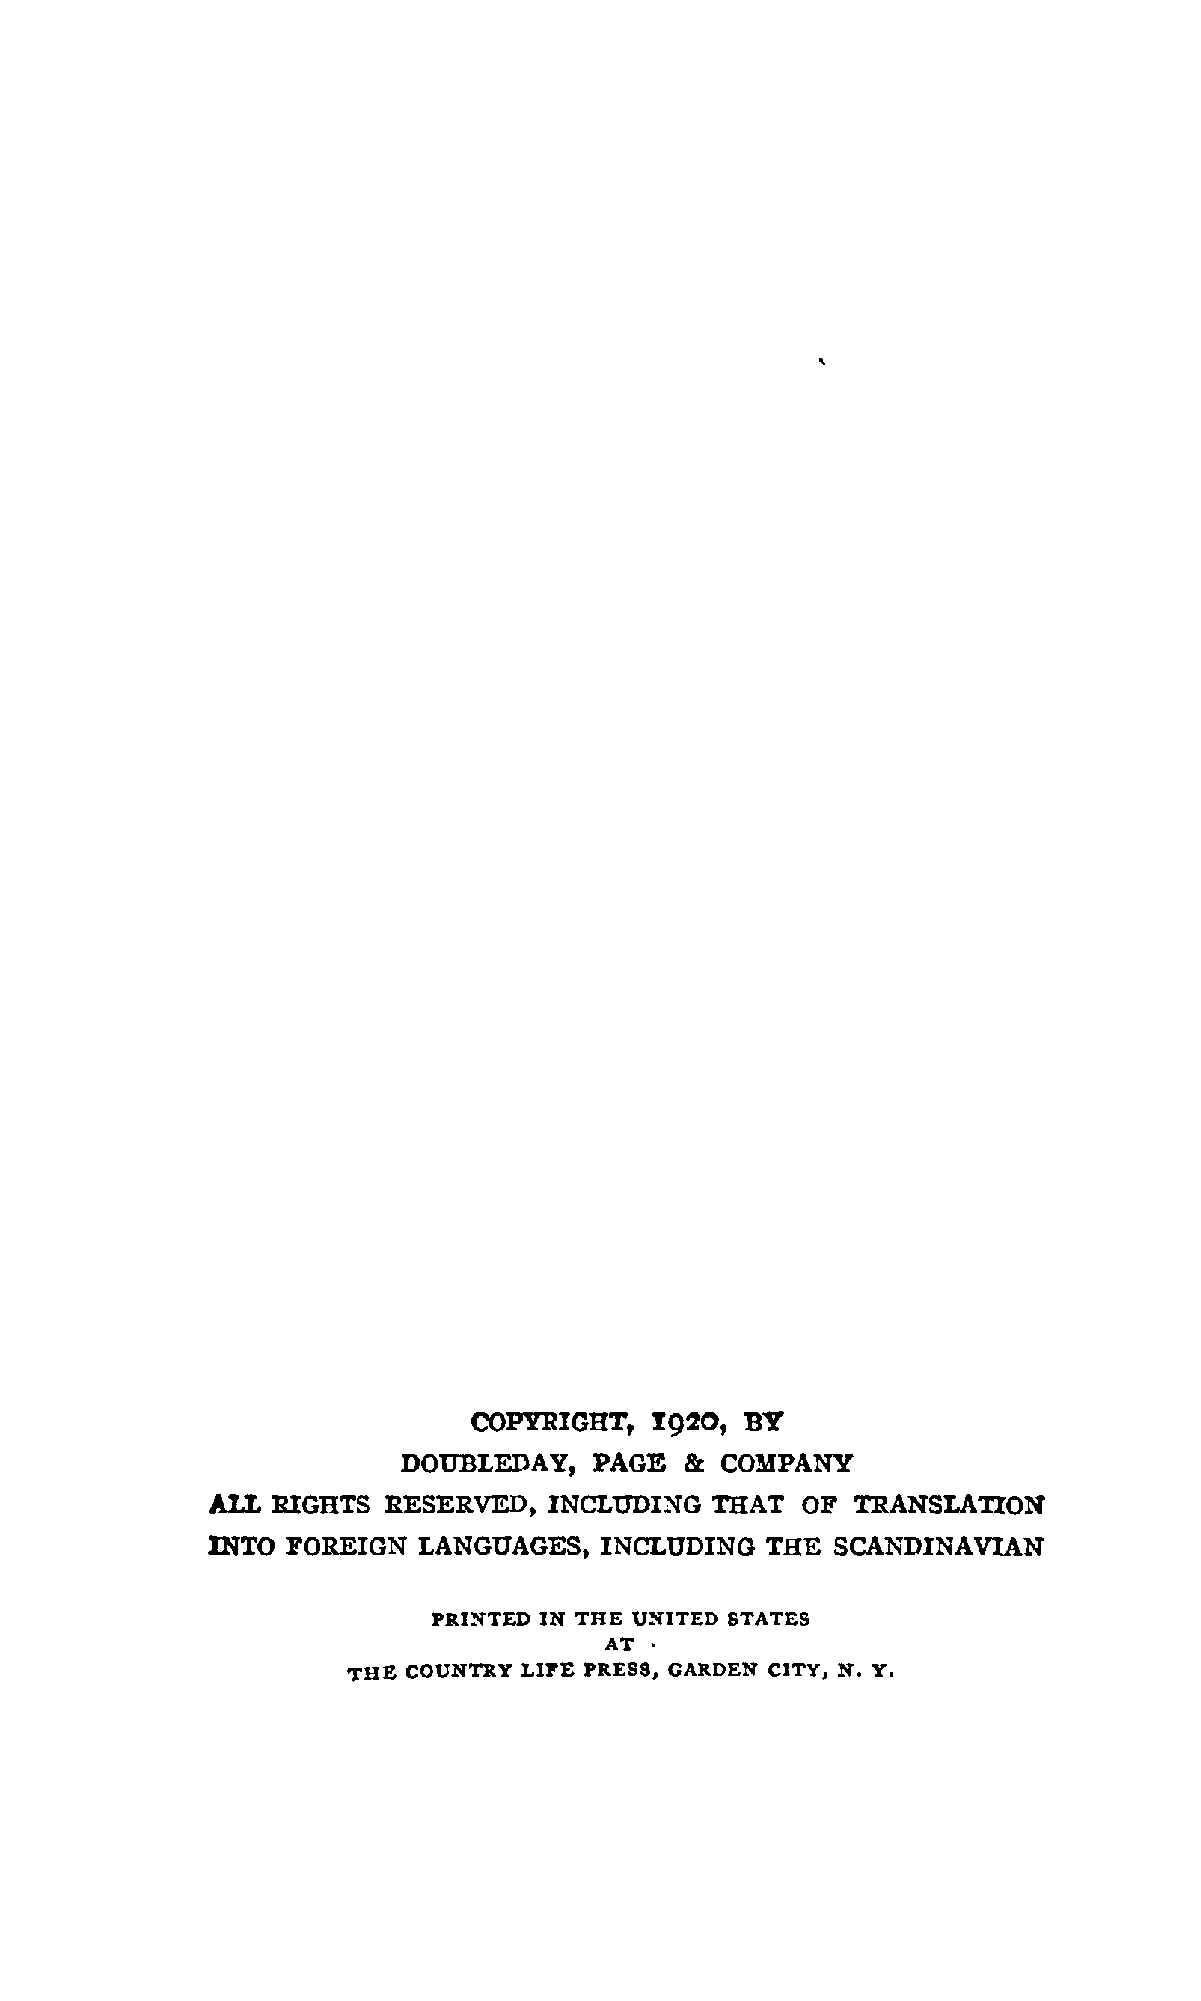 COPYRIGHT, 1920, BY
DOUBLEDAY, PAGE & COMPANY
ALL RIGHTS RESERVED, INCLUDING THAT OF TRANSLATION
INTO FOREIGN LANGUAGES, INCLUDING THE SCANDINAVIAN
PRINTED IN THE UNITED STATES
AT
THE COUNTRY LIFE PRESS, GARDEN CITY, N. Y.